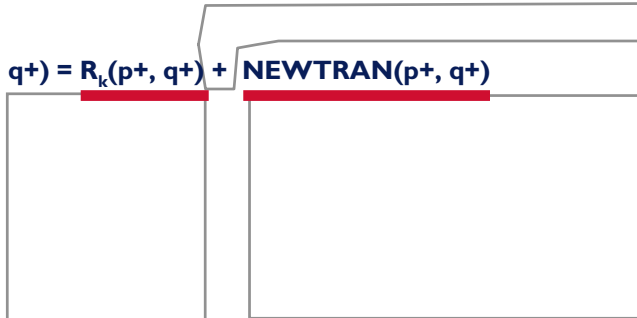 q+) = Rₖ(p+, q+) + NEWTRAN(p+, q+)